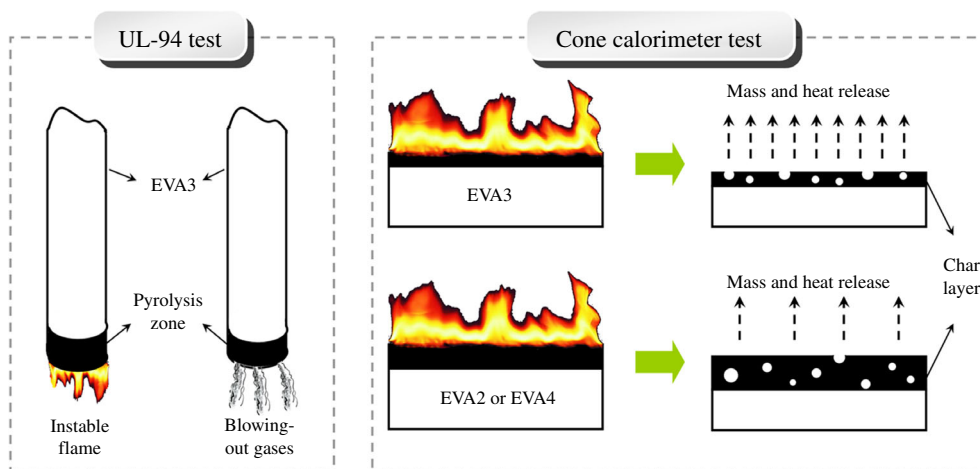 UL-94 test
EVA3
Pyrolysis
zone
Instable
flame
Blowing-
out gases
Cone calorimeter test
EVA3
Mass and heat release
Char
layer
EVA2 or EVA4
Mass and heat release